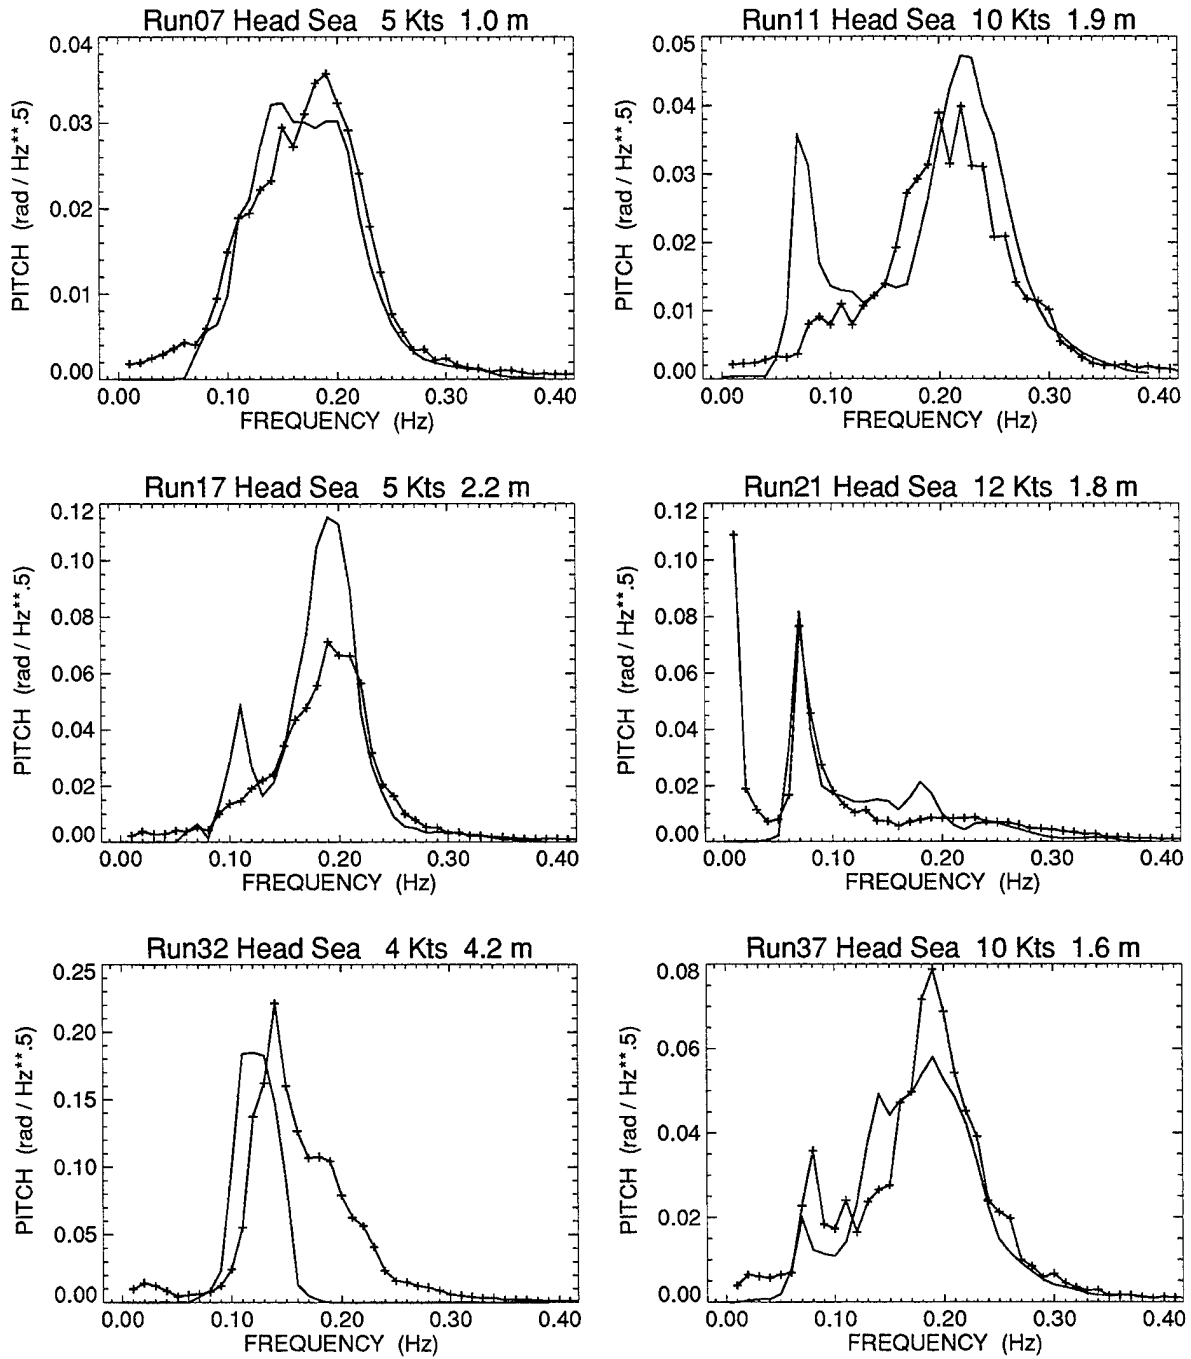 Run07 Head Sea 5 Kts 1.0 m
0.04
0.03
0.02
0.01
0.00
PITCH (rad / Hz**.5)
0.00 0.10 0.20 0.30 0.40
FREQUENCY (Hz)
Run11 Head Sea 10 Kts 1.9 m
0.05
0.04
0.03
0.02
0.01
0.00
PITCH (rad / Hz**.5)
0.00 0.10 0.20 0.30 0.40
FREQUENCY (Hz)
Run17 Head Sea 5 Kts 2.2 m
0.12
0.10
0.08
0.06
0.04
0.02
0.00
PITCH (rad / Hz**.5)
0.00 0.10 0.20 0.30 0.40
FREQUENCY (Hz)
Run21 Head Sea 12 Kts 1.8 m
0.12
0.10
0.08
0.06
0.04
0.02
0.00
PITCH (rad / Hz**.5)
0.00 0.10 0.20 0.30 0.40
FREQUENCY (Hz)
Run32 Head Sea 4 Kts 4.2 m
0.25
0.20
0.15
0.10
0.05
0.00
PITCH (rad / Hz**.5)
0.00 0.10 0.20 0.30 0.40
FREQUENCY (Hz)
Run37 Head Sea 10 Kts 1.6 m
0.08
0.06
0.04
0.02
0.00
PITCH (rad / Hz**.5)
0.00 0.10 0.20 0.30 0.40
FREQUENCY (Hz)